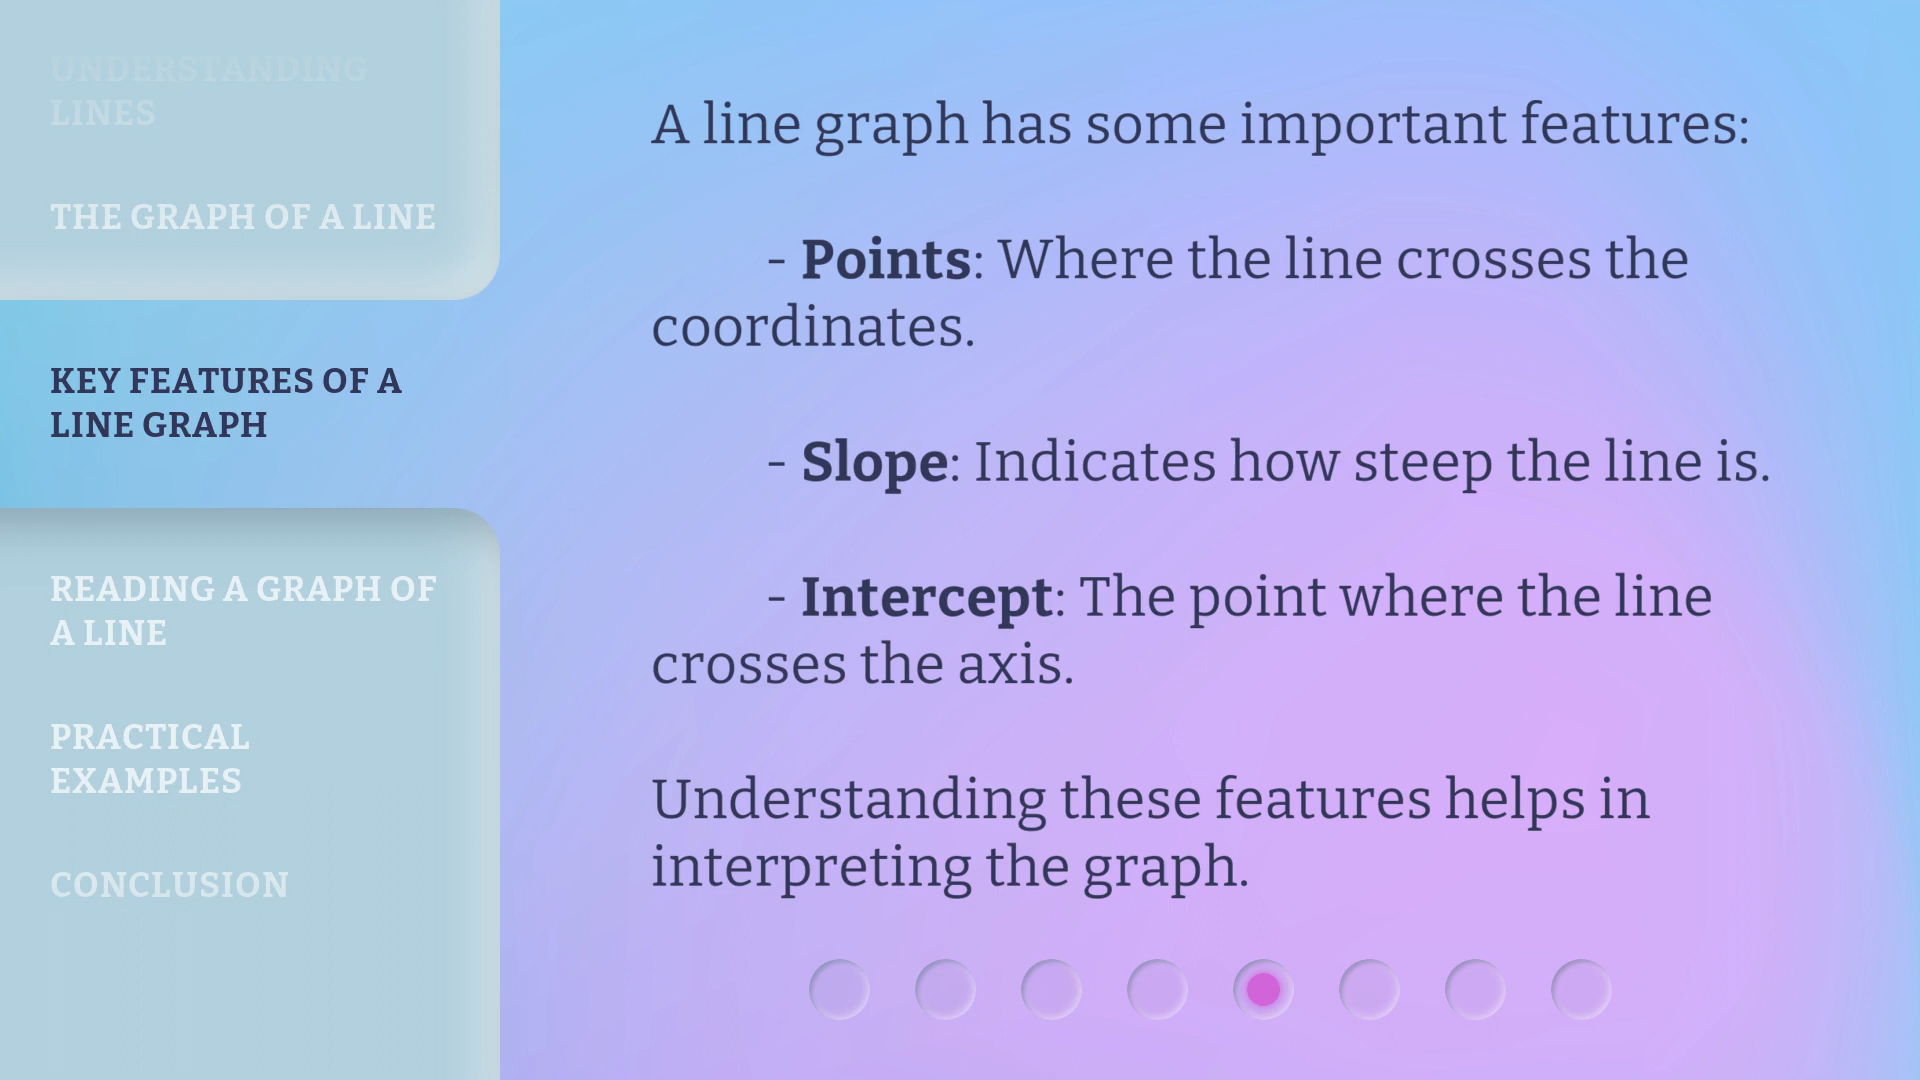 UNDERSTANDING
LINES
THE GRAPH OF A LINE
KEY FEATURES OF A
LINE GRAPH
READING A GRAPH OF
A LINE
PRACTICAL
EXAMPLES
CONCLUSION
A line graph has some important features:
- Points: Where the line crosses the
coordinates.
- Slope: Indicates how steep the line is.
- Intercept: The point where the line
crosses the axis.
Understanding these features helps in
interpreting the graph.